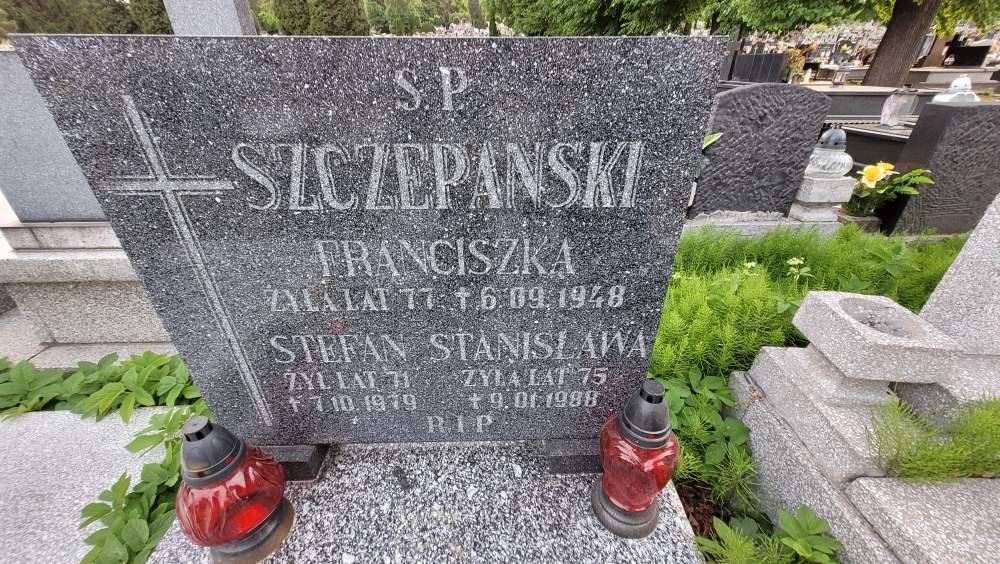 S.P.
SZCZEPAŃSKI
FRANCISZKA
ŻYŁA LAT 77 ✝ 6 09.1948
STEFAN STANISŁAWA
ŻYŁ LAT 71 ŻYŁA LAT 75
✝ 7.10.1979 ✝ 9.01.1988
R.I.P